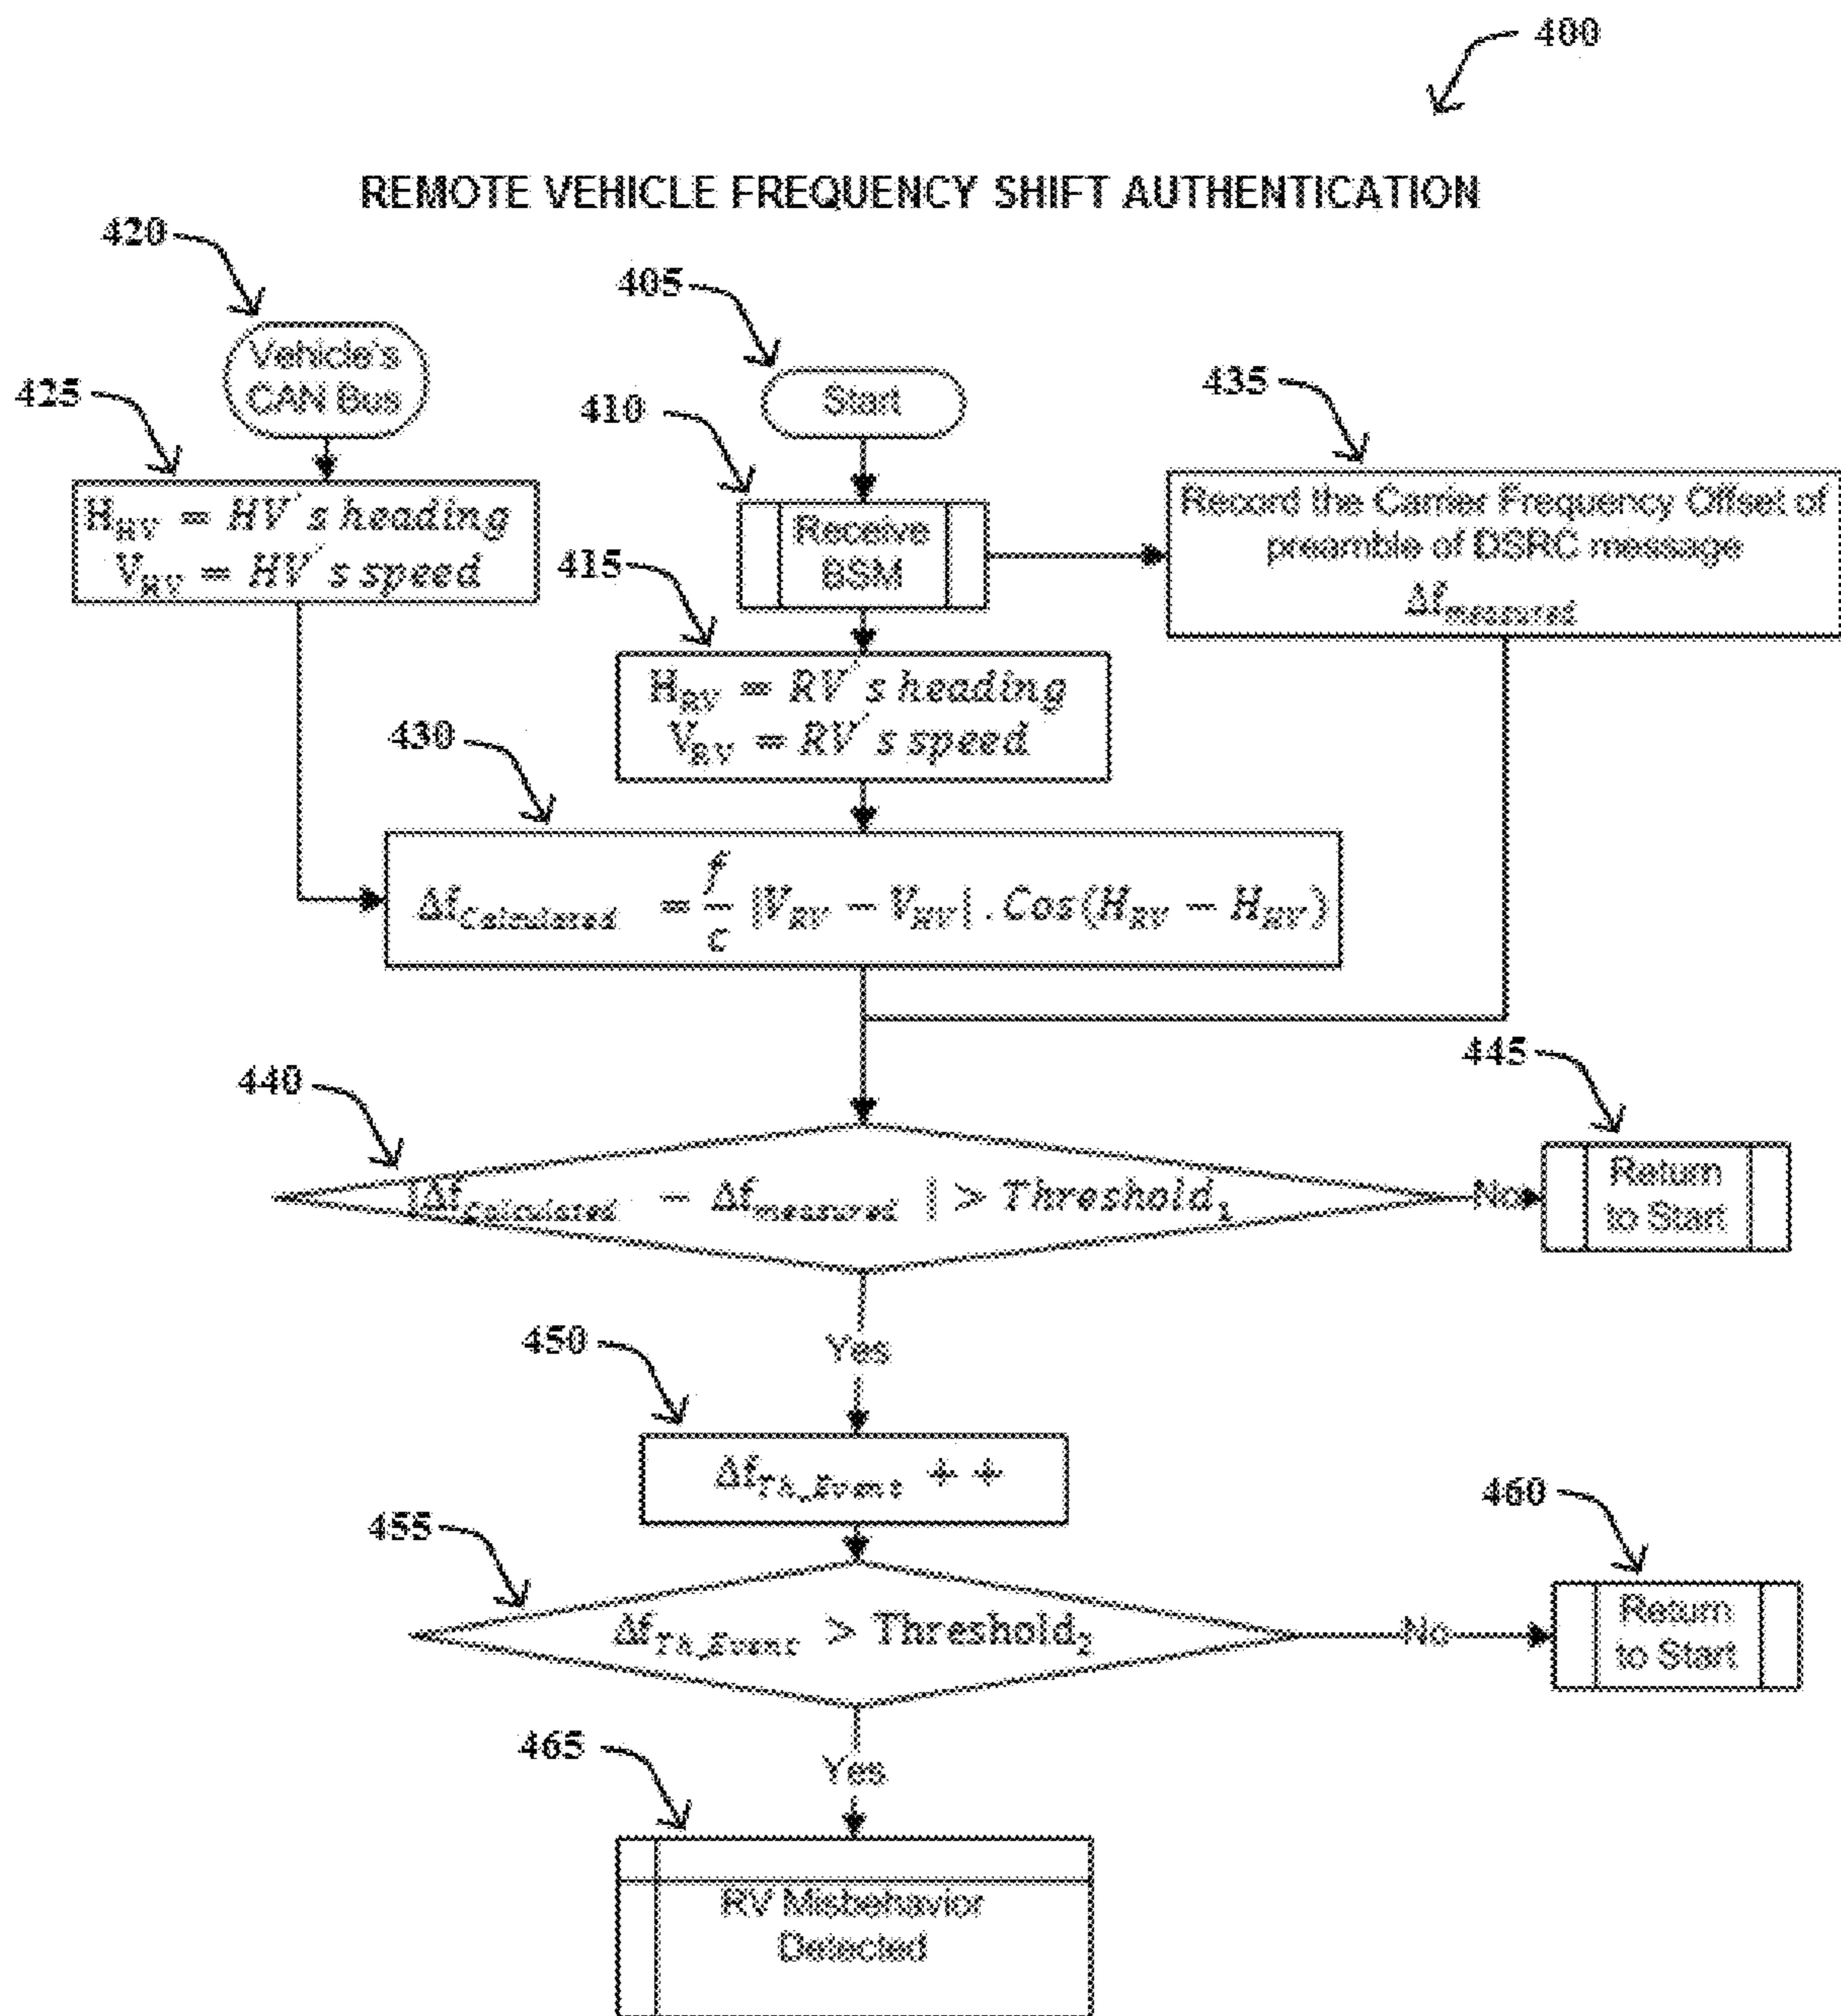 400
REMOTE VEHICLE FREQUENCY SHIFT AUTHENTICATION
420
405
Vehicle's
CAN Bus
435
425
410
Start
H_HV = HV's heading
V_HV = HV's speed
Receive
BSM
Record the Carrier Frequency Offset of
preamble of DSRC message
Δf_measured
415
H_RV = RV's heading
V_RV = RV's speed
430
Δf_Calculated = f/c |V_RV − V_HV| . Cos(H_RV − H_HV)
445
440
|Δf_Calculated − Δf_measured | > Threshold_1
No
Return
to Start
450
Yes
Δf_TA_Event + +
460
455
Δf_TA_Event > Threshold_2
No
Return
to Start
465
Yes
RV Misbehavior
Detected